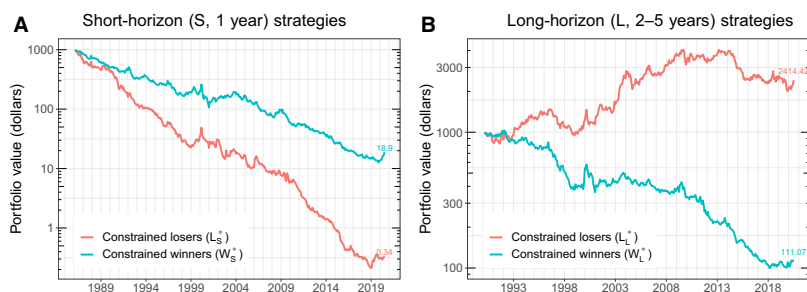 A
Short-horizon (S, 1 year) strategies
Portfolio value (dollars)
1000
100
10
1
18.9
0.34
Constrained losers (L*S)
Constrained winners (W*S)
1989 1994 1999 2004 2009 2014 2019
B
Long-horizon (L, 2–5 years) strategies
Portfolio value (dollars)
3000
1000
300
100
2414.42
111.07
Constrained losers (L*L)
Constrained winners (W*L)
1993 1998 2003 2008 2013 2018